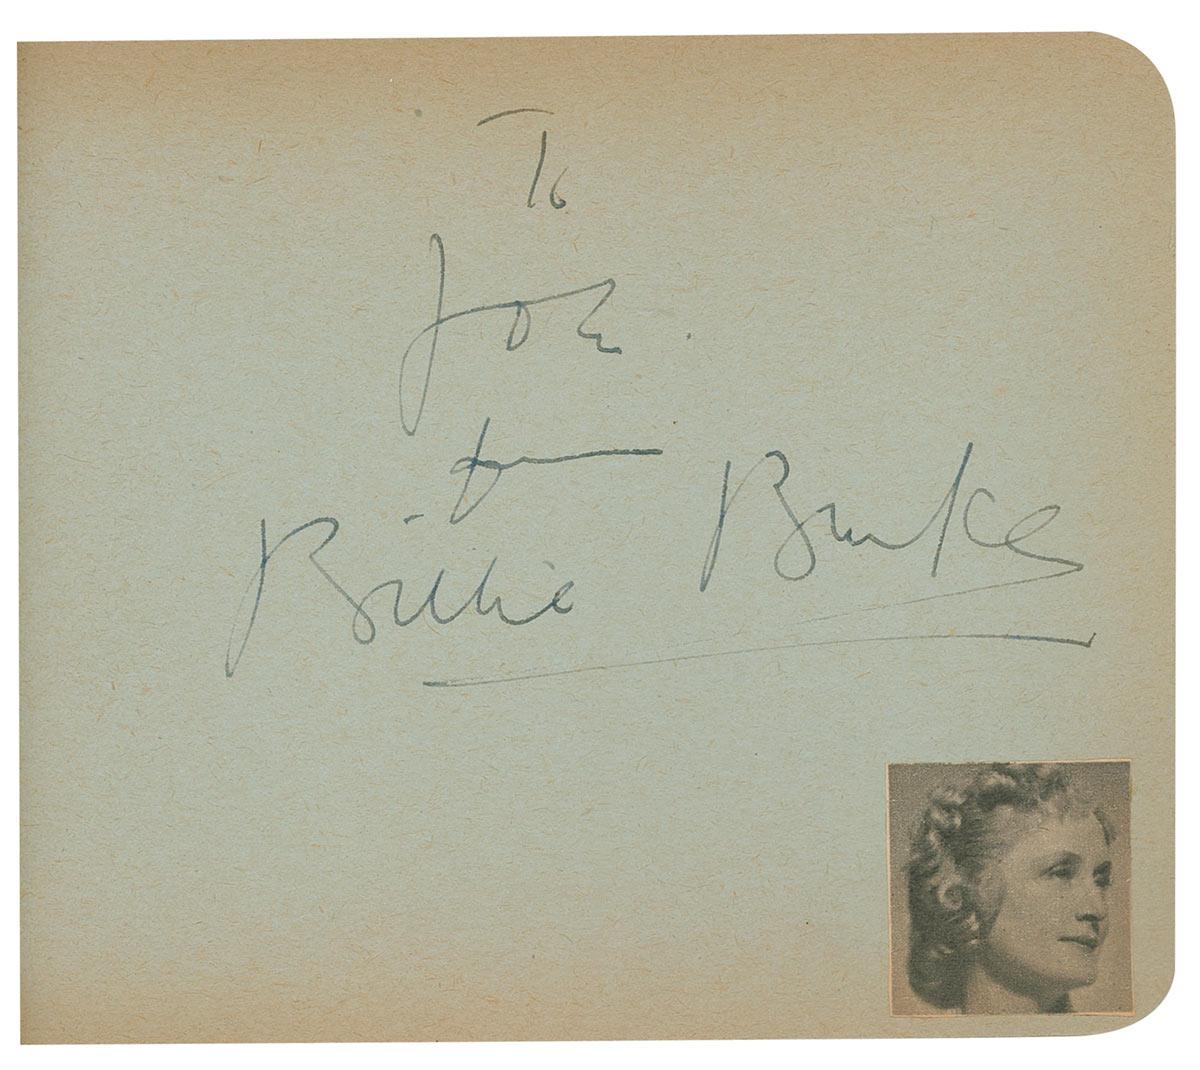 To
Joe.
from
Billie Burke